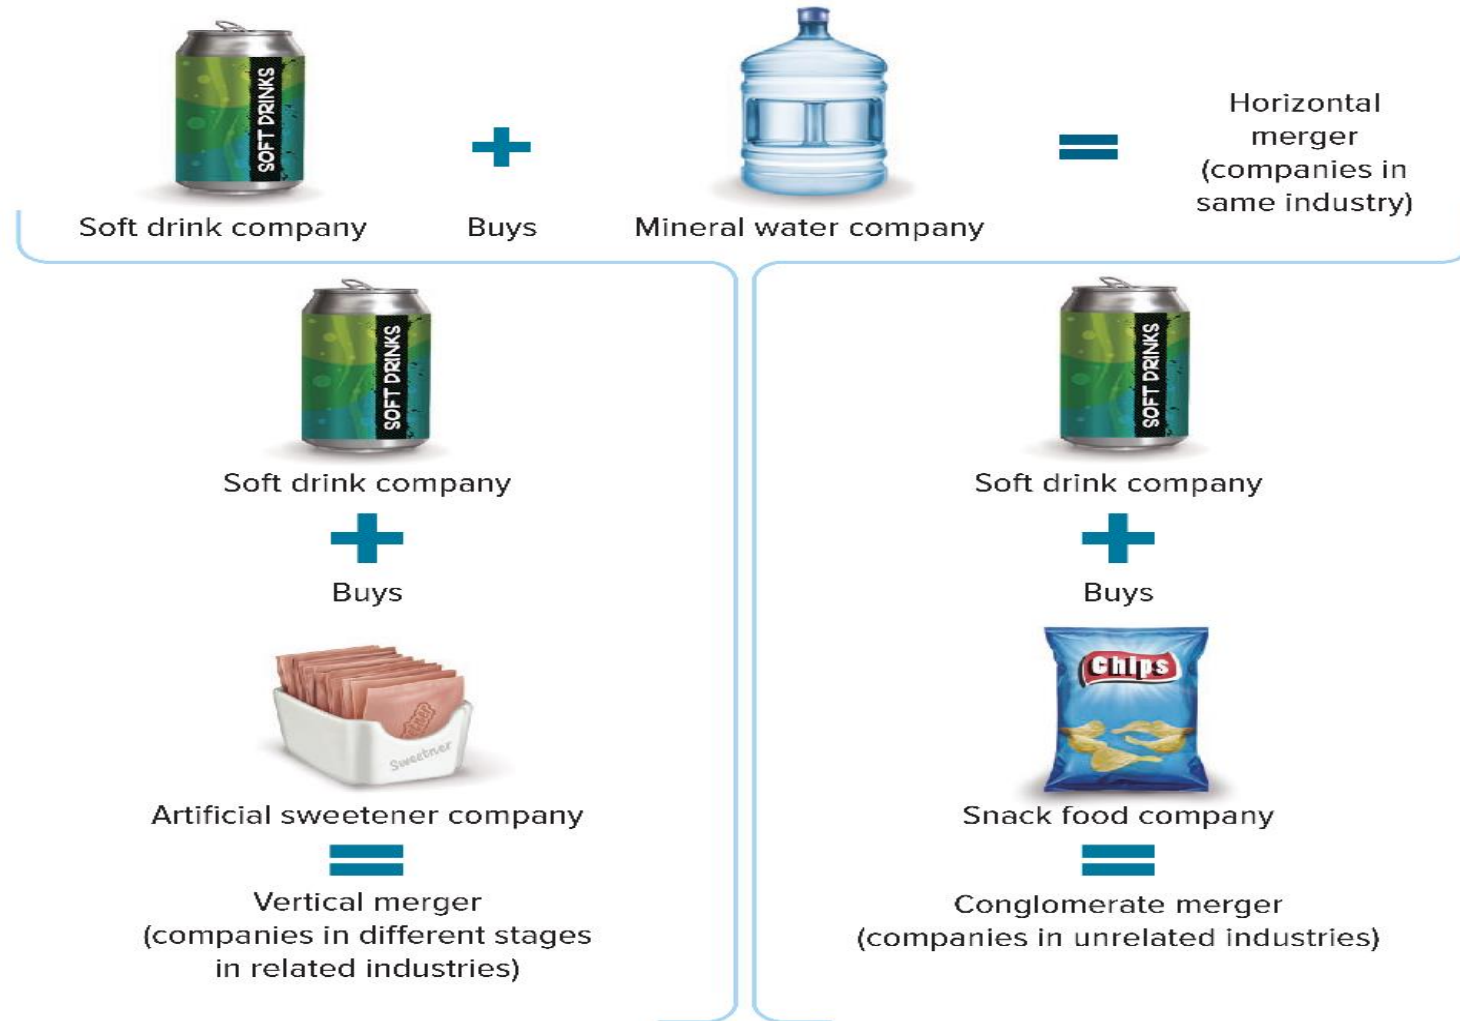 SOFT DRINKS
Horizontal
merger
(companies in
same industry)
Soft drink company
Buys
Mineral water company
SOFT DRINKS
Soft drink company
Buys
Sweetener
Artificial sweetener company
Vertical merger
(companies in different stages
in related industries)
SOFT DRINKS
Soft drink company
Buys
Chips
Snack food company
Conglomerate merger
(companies in unrelated industries)